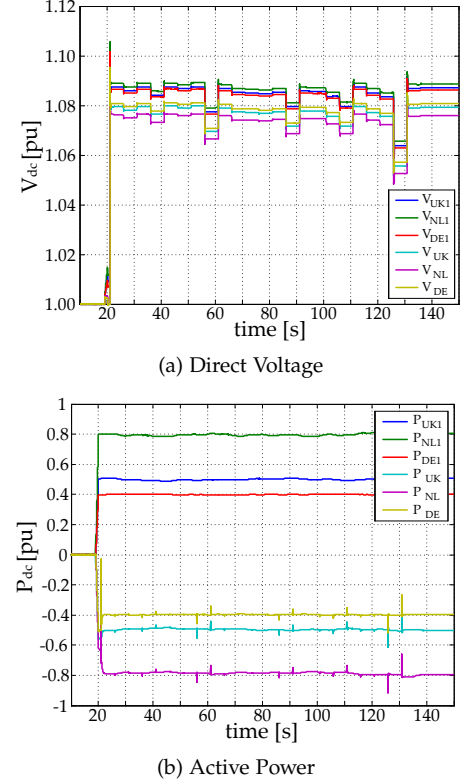 1.12
1.10
1.08
1.06
1.04
1.02
1.00
V_dc [pu]
V_UK1
V_NL1
V_DE1
V_UK
V_NL
V_DE
20 40 60 80 100 120 140
time [s]
(a) Direct Voltage
1
0.8
0.6
0.4
0.2
0
-0.2
-0.4
-0.6
-0.8
-1
P_dc [pu]
P_UK1
P_NL1
P_DE1
P_UK
P_NL
P_DE
20 40 60 80 100 120 140
time [s]
(b) Active Power